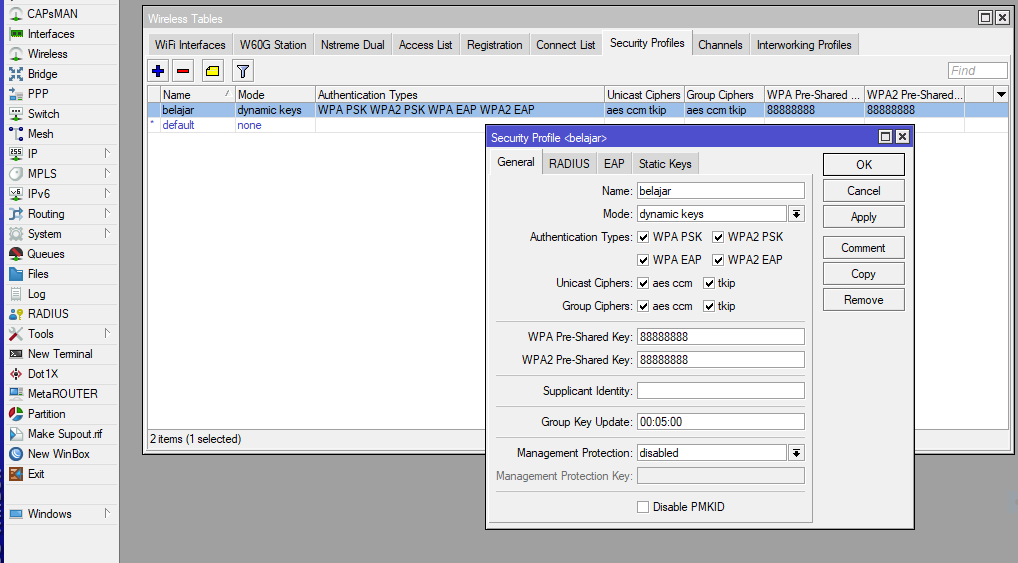 CAPsMAN
Interfaces
Wireless
Bridge
PPP
Switch
Mesh
IP
MPLS
IPv6
Routing
System
Queues
Files
Log
RADIUS
Tools
New Terminal
Dot1X
MetaROUTER
Partition
Make Supout.rif
New WinBox
Exit
Windows
Wireless Tables
WiFi Interfaces W60G Station Nstreme Dual Access List Registration Connect List Security Profiles Channels Interworking Profiles
Find
Name / Mode Authentication Types Unicast Ciphers Group Ciphers WPA Pre-Shared ... WPA2 Pre-Shared...
belajar dynamic keys WPA PSK WPA2 PSK WPA EAP WPA2 EAP aes ccm tkip aes ccm tkip 88888888 88888888
* default none
2 items (1 selected)
Security Profile <belajar>
General RADIUS EAP Static Keys
Name: belajar
Mode: dynamic keys
Authentication Types: WPA PSK WPA2 PSK
WPA EAP WPA2 EAP
Unicast Ciphers: aes ccm tkip
Group Ciphers: aes ccm tkip
WPA Pre-Shared Key: 88888888
WPA2 Pre-Shared Key: 88888888
Supplicant Identity:
Group Key Update: 00:05:00
Management Protection: disabled
Management Protection Key:
Disable PMKID
OK
Cancel
Apply
Comment
Copy
Remove